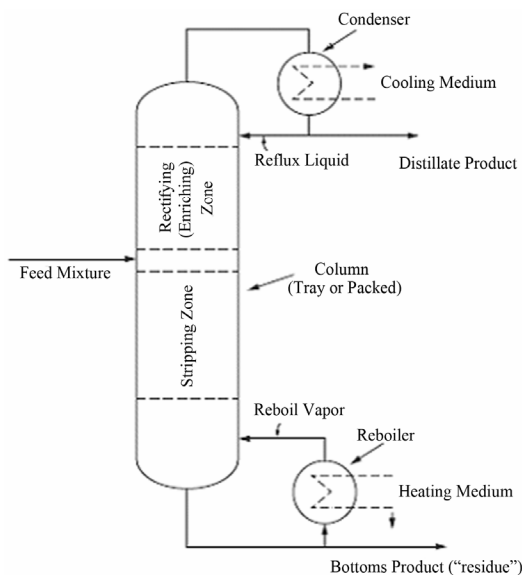 Condenser
Cooling Medium
Reflux Liquid
Distillate Product
Rectifying
(Enriching)
Zone
Feed Mixture
Column
(Tray or Packed)
Stripping Zone
Reboil Vapor
Reboiler
Heating Medium
Bottoms Product (“residue”)